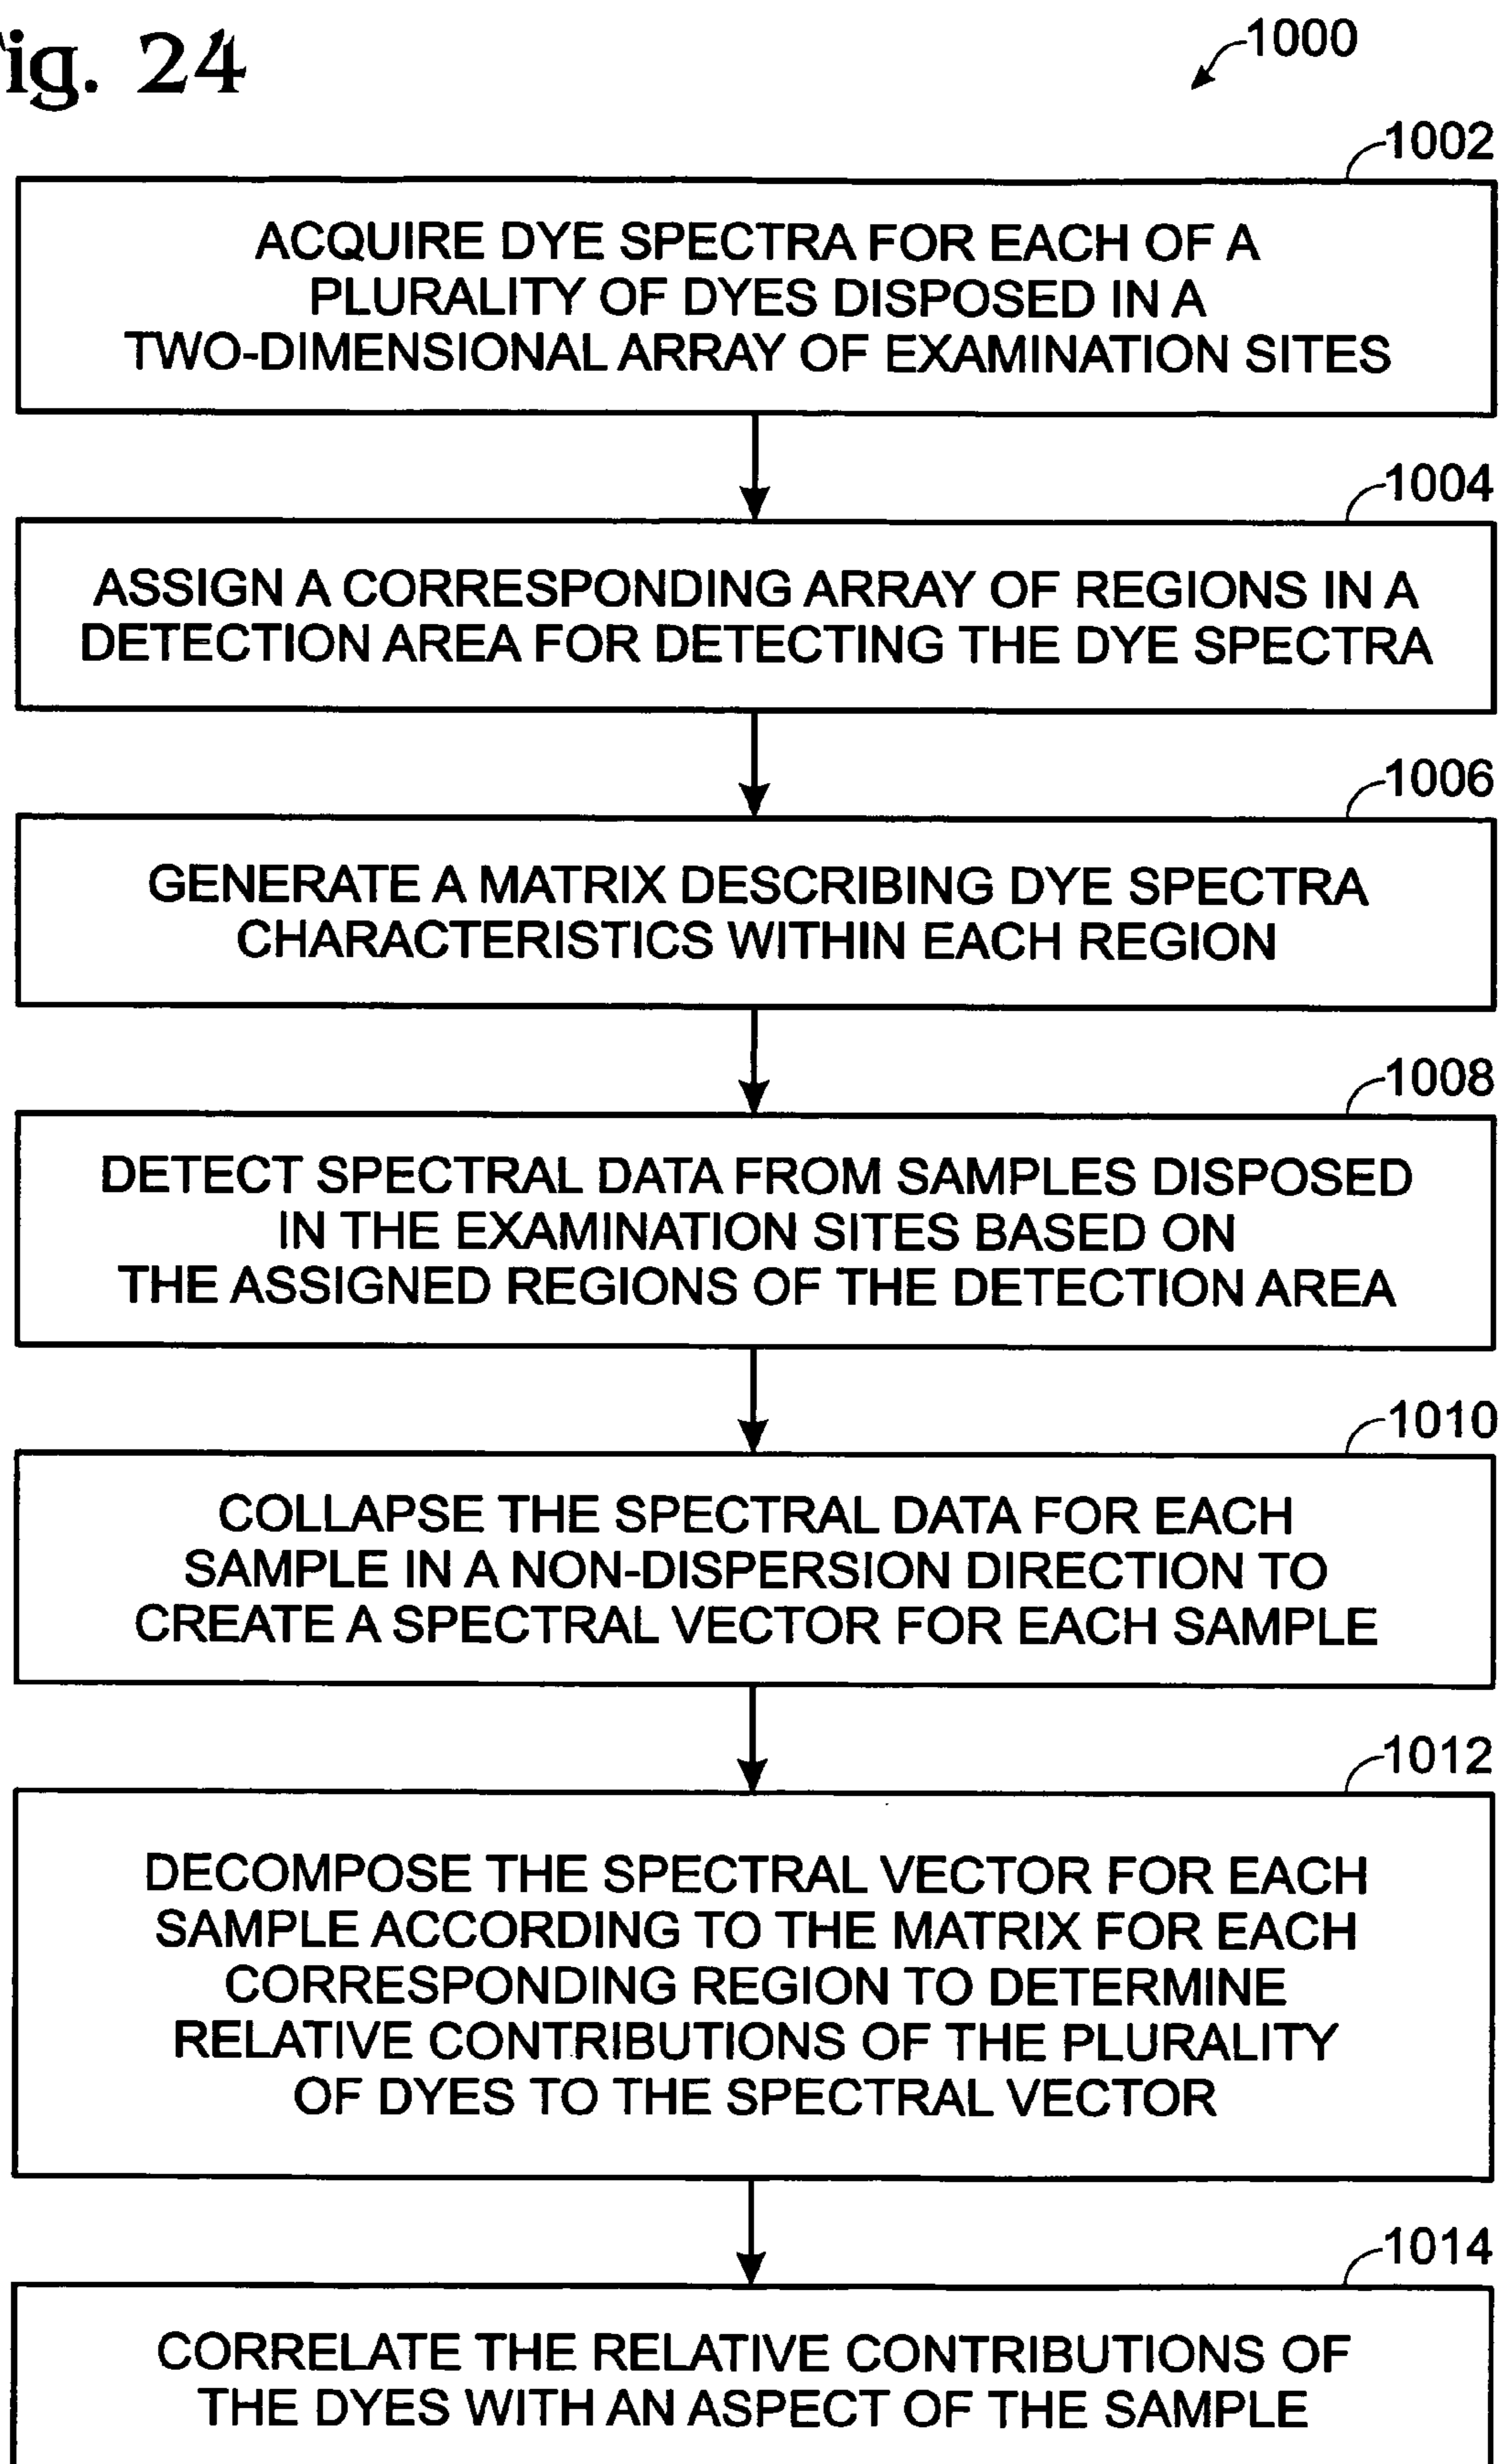 ig. 24
1000
1002
ACQUIRE DYE SPECTRA FOR EACH OF A
PLURALITY OF DYES DISPOSED IN A
TWO-DIMENSIONAL ARRAY OF EXAMINATION SITES
1004
ASSIGN A CORRESPONDING ARRAY OF REGIONS IN A
DETECTION AREA FOR DETECTING THE DYE SPECTRA
1006
GENERATE A MATRIX DESCRIBING DYE SPECTRA
CHARACTERISTICS WITHIN EACH REGION
1008
DETECT SPECTRAL DATA FROM SAMPLES DISPOSED
IN THE EXAMINATION SITES BASED ON
THE ASSIGNED REGIONS OF THE DETECTION AREA
1010
COLLAPSE THE SPECTRAL DATA FOR EACH
SAMPLE IN A NON-DISPERSION DIRECTION TO
CREATE A SPECTRAL VECTOR FOR EACH SAMPLE
1012
DECOMPOSE THE SPECTRAL VECTOR FOR EACH
SAMPLE ACCORDING TO THE MATRIX FOR EACH
CORRESPONDING REGION TO DETERMINE
RELATIVE CONTRIBUTIONS OF THE PLURALITY
OF DYES TO THE SPECTRAL VECTOR
1014
CORRELATE THE RELATIVE CONTRIBUTIONS OF
THE DYES WITH AN ASPECT OF THE SAMPLE